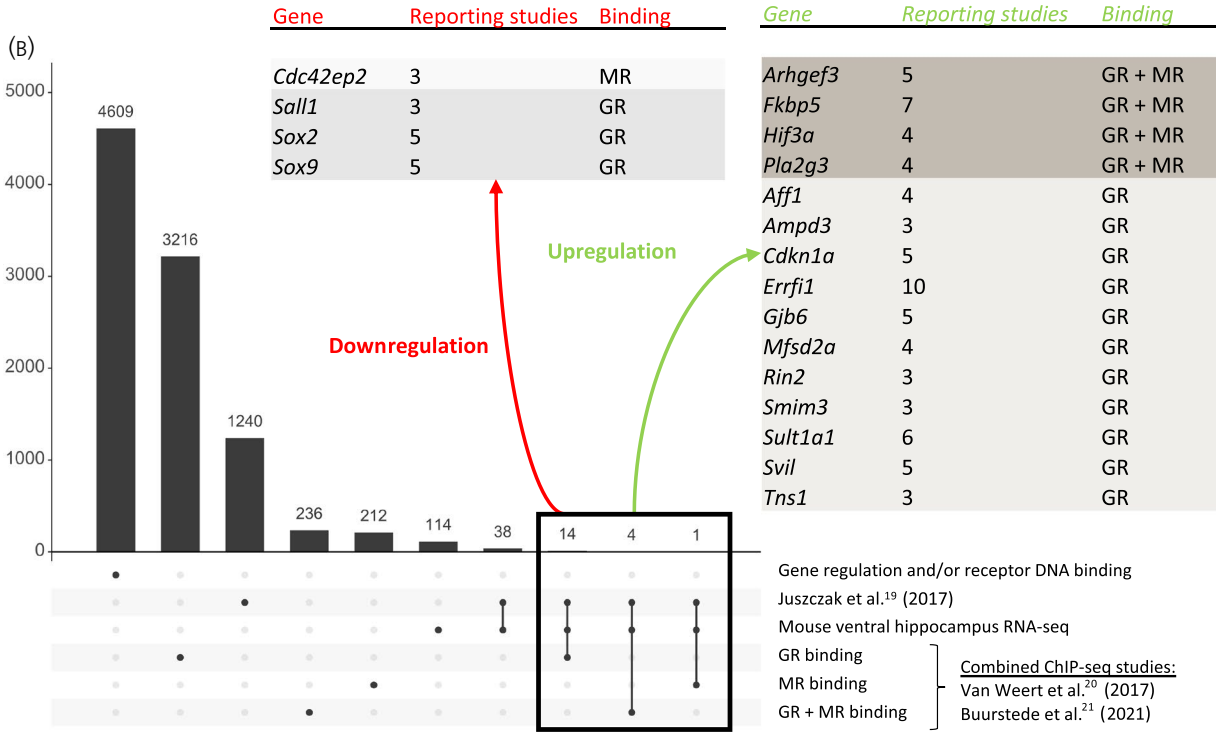 (B)
Gene Reporting studies Binding
Cdc42ep2 3 MR
Sall1 3 GR
Sox2 5 GR
Sox9 5 GR
Gene Reporting studies Binding
Arhgef3 5 GR + MR
Fkbp5 7 GR + MR
Hif3a 4 GR + MR
Pla2g3 4 GR + MR
Aff1 4 GR
Ampd3 3 GR
Cdkn1a 5 GR
Errfi1 10 GR
Gjb6 5 GR
Mfsd2a 4 GR
Rin2 3 GR
Smim3 3 GR
Sult1a1 6 GR
Svil 5 GR
Tns1 3 GR
Upregulation
Downregulation
5000
4000
3000
2000
1000
0
4609
3216
1240
236
212
114
38
14
4
1
Gene regulation and/or receptor DNA binding
Juszczak et al.19 (2017)
Mouse ventral hippocampus RNA-seq
GR binding
MR binding
GR + MR binding
Combined ChIP-seq studies:
Van Weert et al.20 (2017)
Buurstede et al.21 (2021)